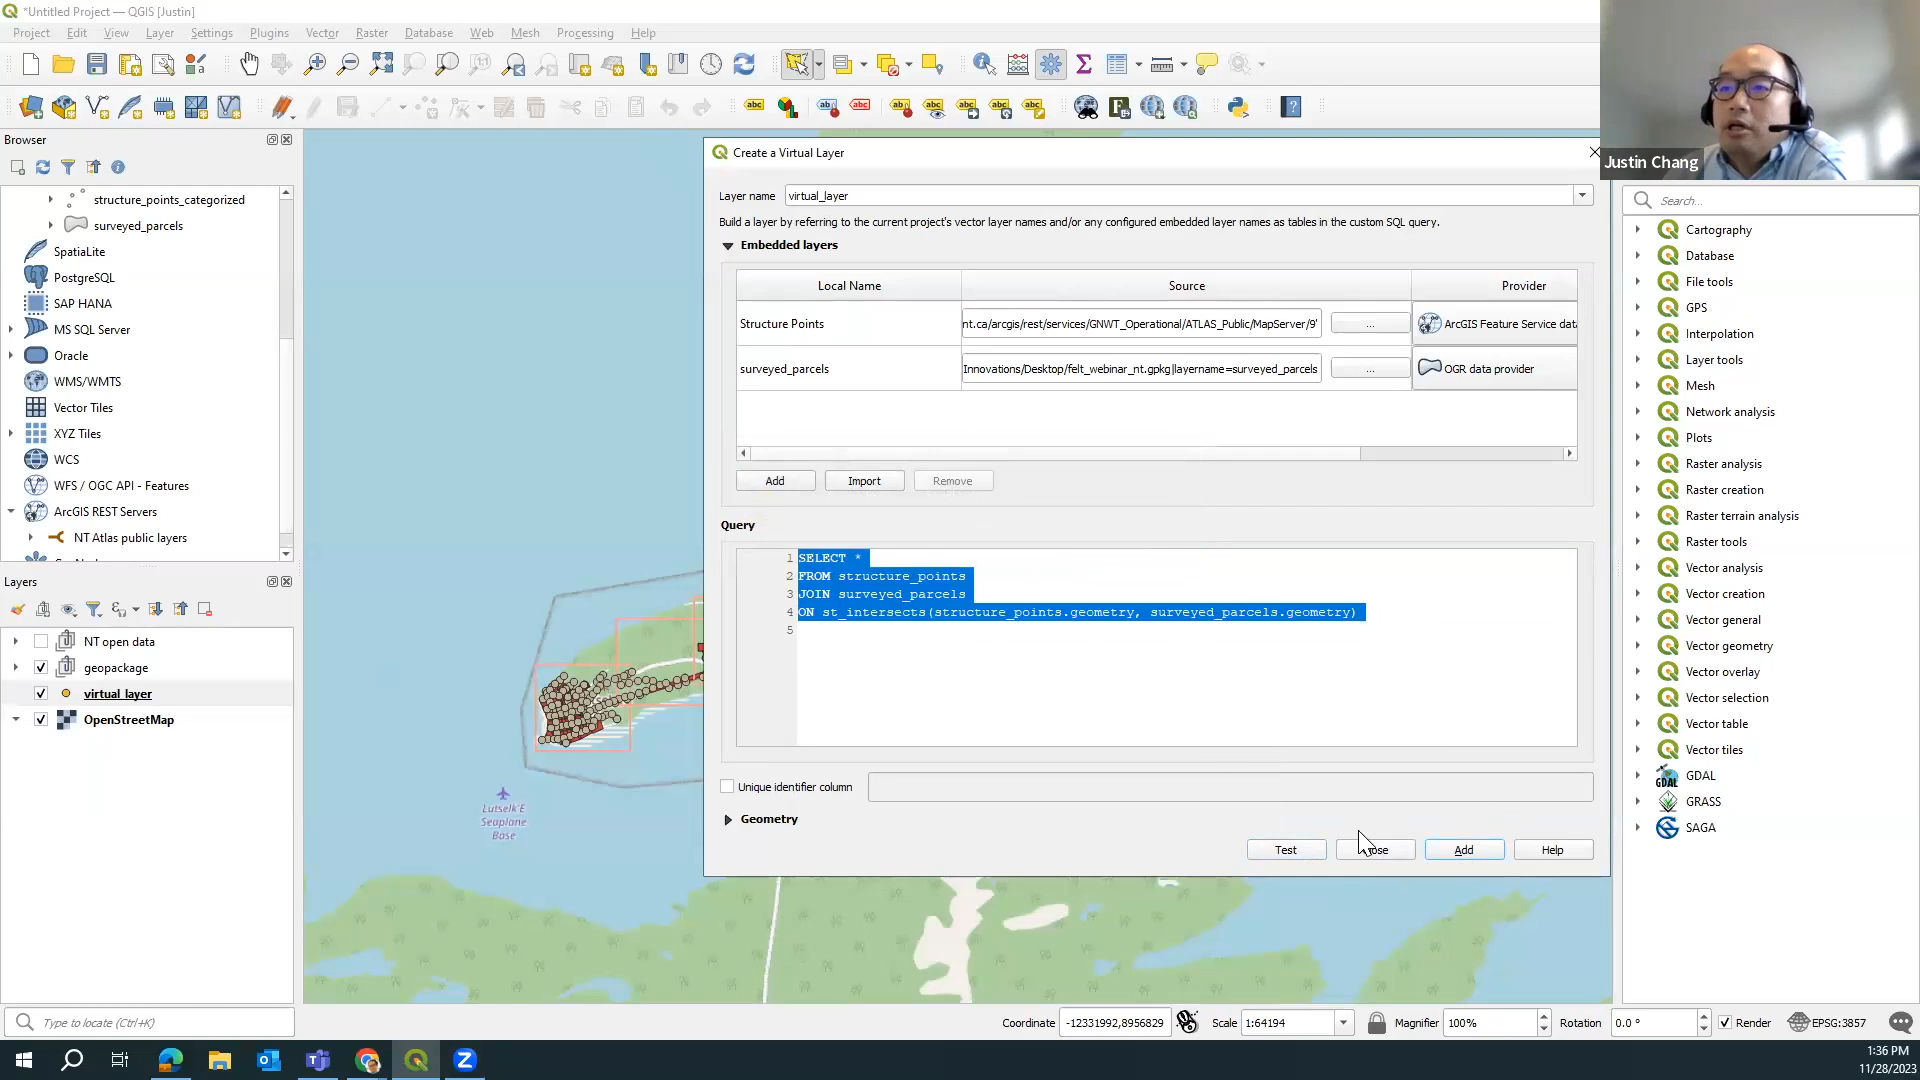 *Untitled Project — QGIS [Justin]
Project Edit View Layer Settings Plugins Vector Raster Database Web Mesh Processing Help
Browser
structure_points_categorized
surveyed_parcels
SpatiaLite
PostgreSQL
SAP HANA
MS SQL Server
Oracle
WMS/WMTS
Vector Tiles
XYZ Tiles
WCS
WFS / OGC API - Features
ArcGIS REST Servers
NT Atlas public layers
Layers
NT open data
geopackage
virtual_layer
OpenStreetMap
Lutselk'E
Seaplane
Base
Create a Virtual Layer
Layer name virtual_layer
Build a layer by referring to the current project's vector layer names and/or any configured embedded layer names as tables in the custom SQL query.
Embedded layers
Local Name Source Provider
Structure Points nt.ca/arcgis/rest/services/GNWT_Operational/ATLAS_Public/MapServer/9' ... ArcGIS Feature Service data
surveyed_parcels Innovations/Desktop/felt_webinar_nt.gpkg|layername=surveyed_parcels ... OGR data provider
Add Import Remove
Query
1 SELECT *
2 FROM structure_points
3 JOIN surveyed_parcels
4 ON st_intersects(structure_points.geometry, surveyed_parcels.geometry)
5
Unique identifier column
Geometry
Test Add Help
Justin Chang
Search...
Cartography
Database
File tools
GPS
Interpolation
Layer tools
Mesh
Network analysis
Plots
Raster analysis
Raster creation
Raster terrain analysis
Raster tools
Vector analysis
Vector creation
Vector general
Vector geometry
Vector overlay
Vector selection
Vector table
Vector tiles
GDAL
GRASS
SAGA
Type to locate (Ctrl+K)
Coordinate -12331992,8956829 Scale 1:64194 Magnifier 100% Rotation 0.0 ° Render EPSG:3857
1:36 PM
11/28/2023